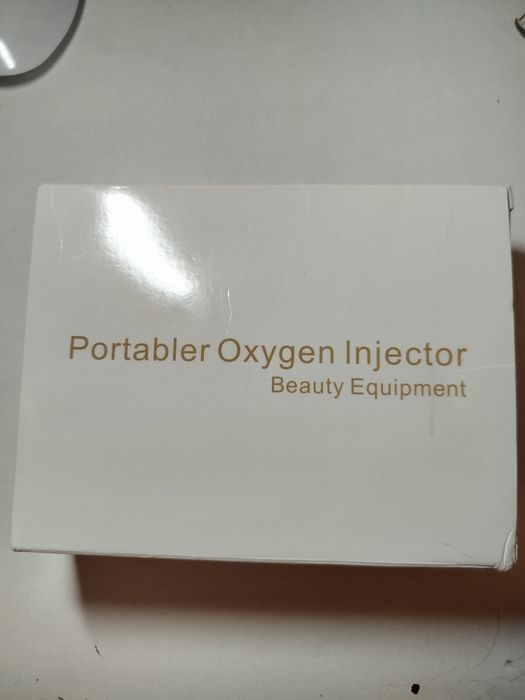 Portabler Oxygen Injector
Beauty Equipment